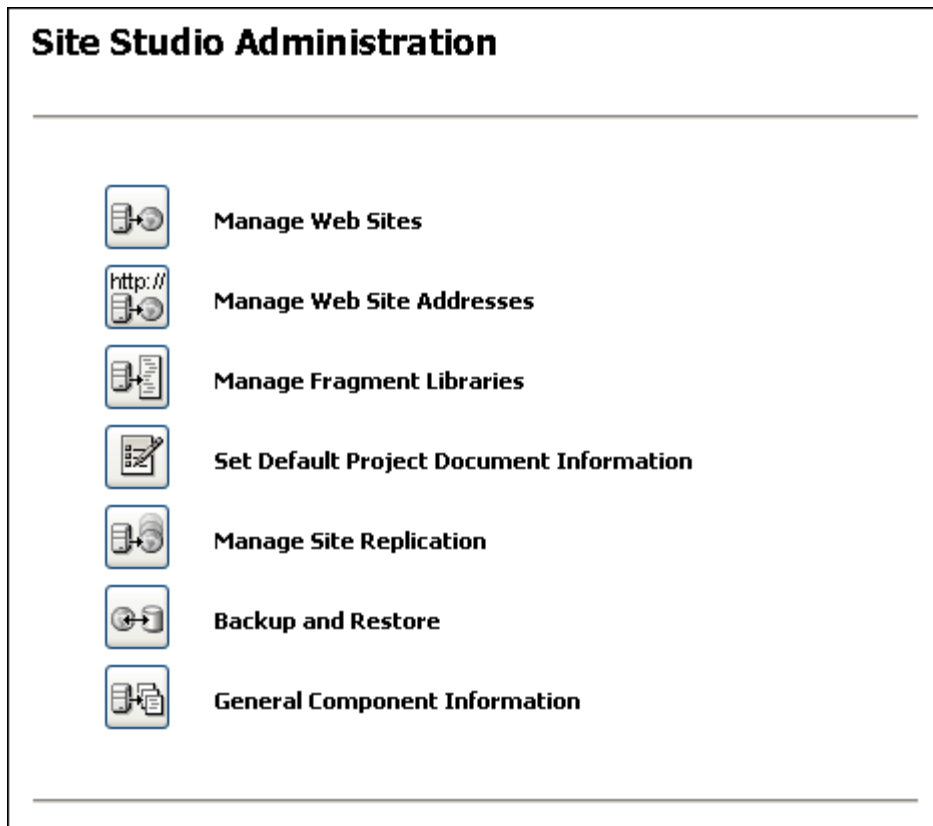 Site Studio Administration
Manage Web Sites
http://
Manage Web Site Addresses
Manage Fragment Libraries
Set Default Project Document Information
Manage Site Replication
Backup and Restore
General Component Information